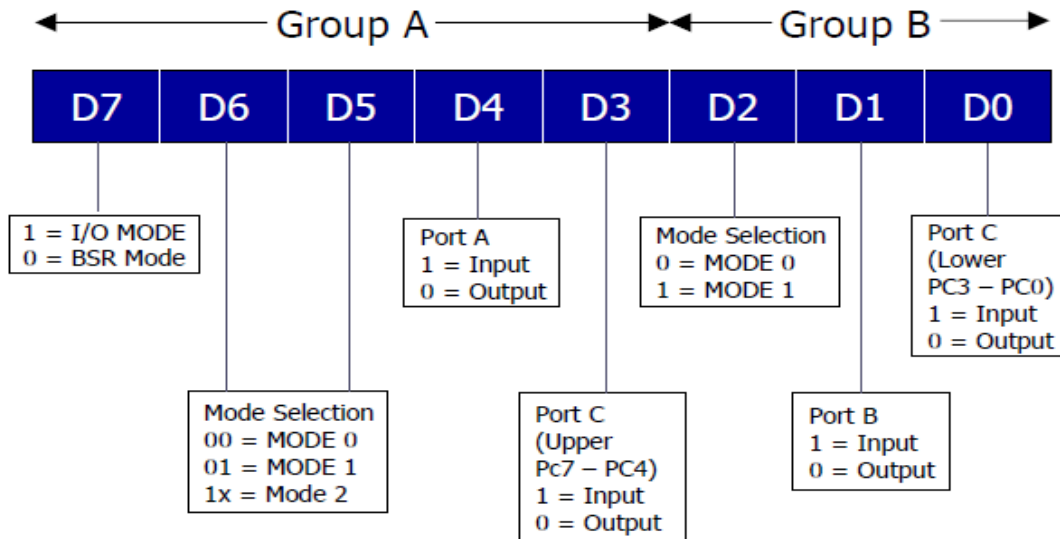 Group A
Group B
D7 D6 D5 D4 D3 D2 D1 D0
1 = I/O MODE
0 = BSR Mode
Port A
1 = Input
0 = Output
Mode Selection
0 = MODE 0
1 = MODE 1
Port C
(Lower
PC3 – PC0)
1 = Input
0 = Output
Mode Selection
00 = MODE 0
01 = MODE 1
1x = Mode 2
Port C
(Upper
Pc7 – PC4)
1 = Input
0 = Output
Port B
1 = Input
0 = Output